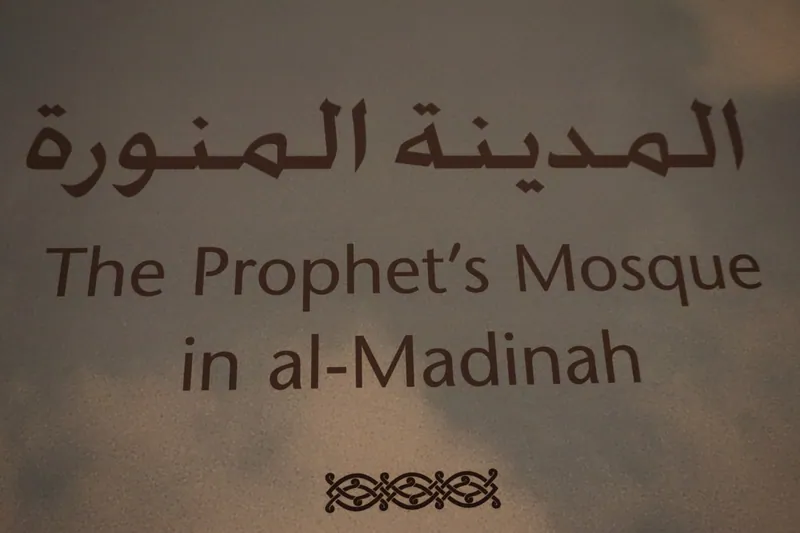 المدينة المنورة
The Prophet's Mosque
in al-Madinah